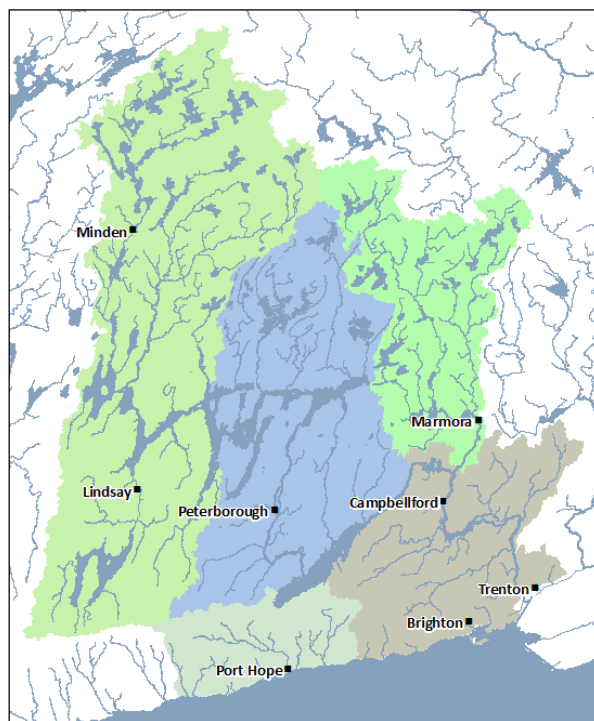 Minden
Marmora
Lindsay
Campbellford
Peterborough
Trenton
Brighton
Port Hope